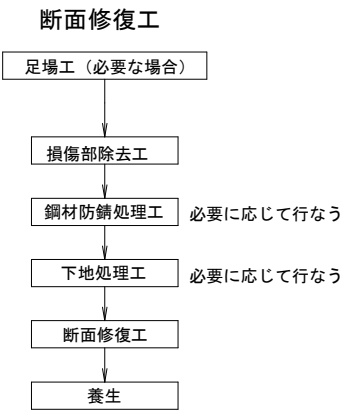 断面修復工
足場工（必要な場合）
損傷部除去工
鋼材防錆処理工 必要に応じて行なう
下地処理工 必要に応じて行なう
断面修復工
養生